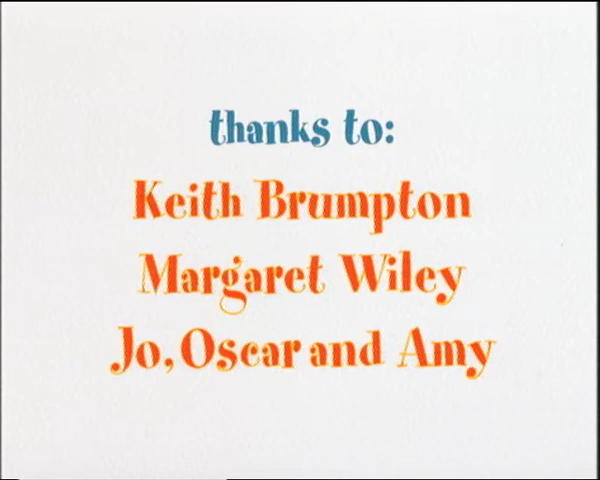 thanks to:
Keith Brumpton
Margaret Wiley
Jo, Oscar and Amy